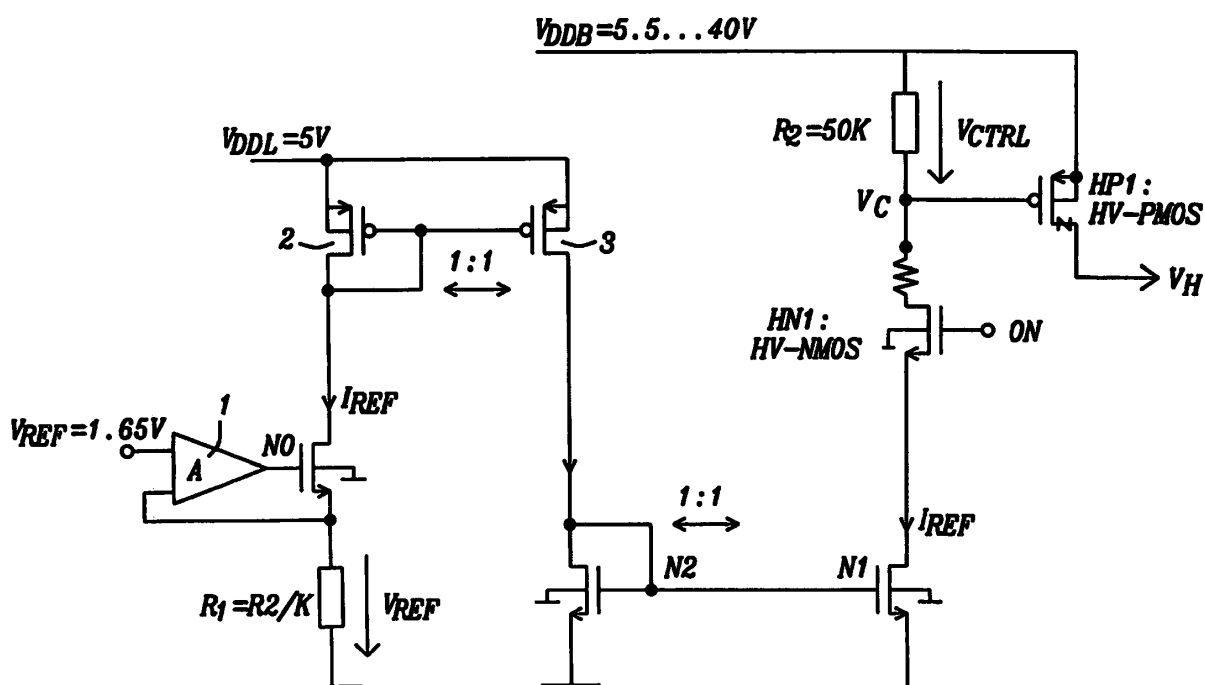 VDDB=5.5...40V
R2=50K
VCTRL
VDDL=5V
VC
HP1:
HV-PMOS
2
3
1:1
VH
HN1:
HV-NMOS
ON
IREF
1
VREF=1.65V
A
N0
1:1
IREF
N2
N1
R1=R2/K
VREF